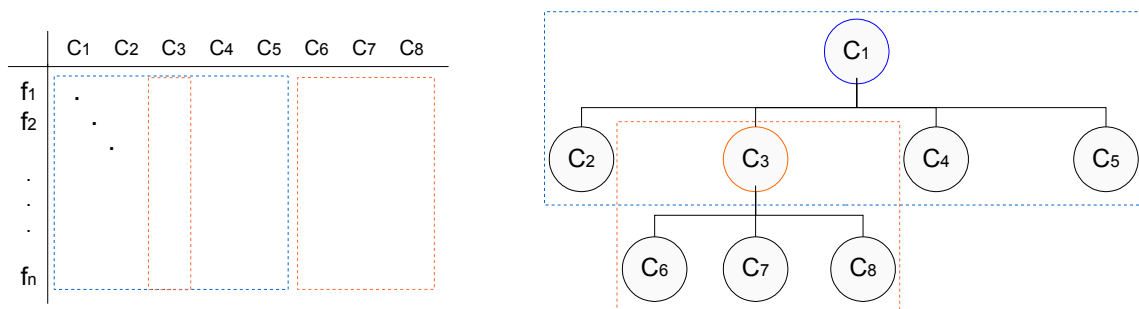 C1 C2 C3 C4 C5 C6 C7 C8
f1
f2
.
.
.
fn
C1
C2 C3 C4 C5
C6 C7 C8